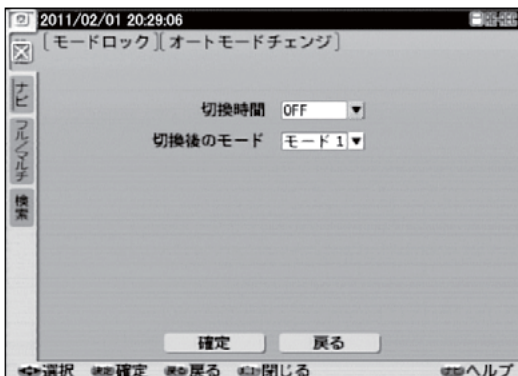 2011/02/01 20:29:06
[モードロック][オートモードチェンジ]
ナビ
フル/マルチ
検索
切換時間 OFF
切換後のモード モード1
確定 戻る
選択 確定 戻る 閉じる ヘルプ